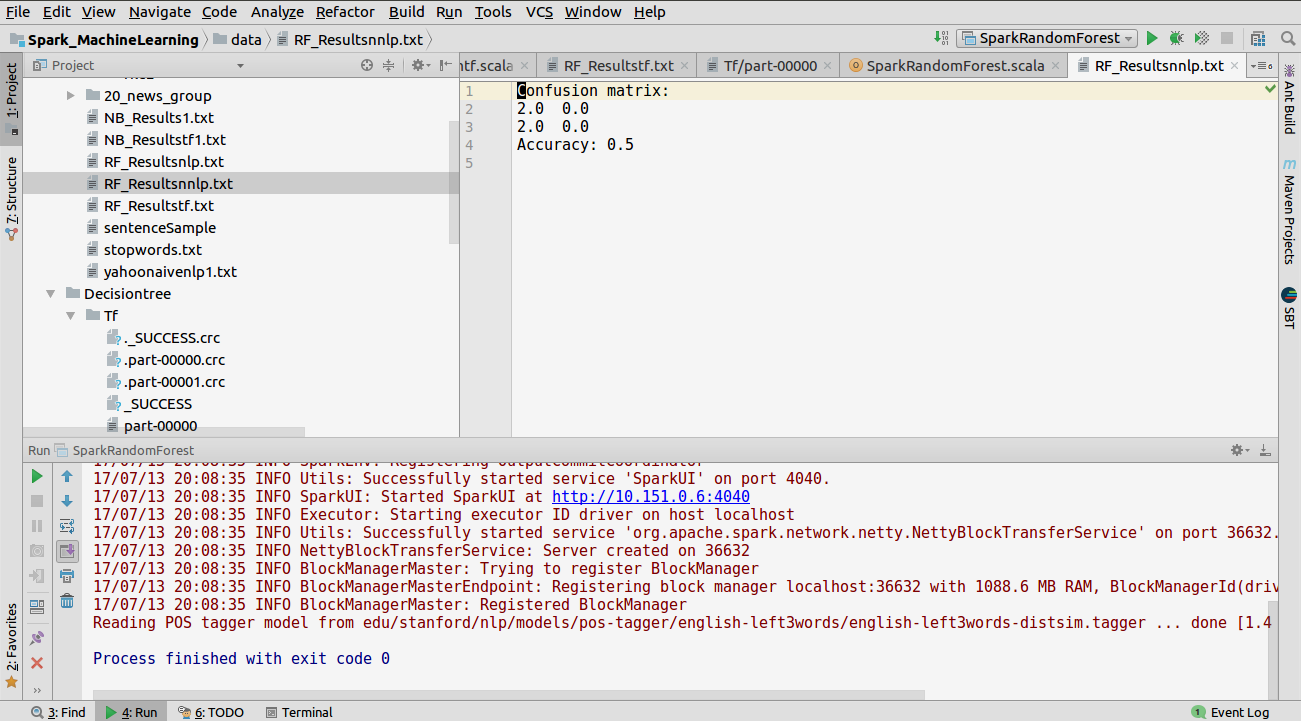 File Edit View Navigate Code Analyze Refactor Build Run Tools VCS Window Help
Spark_MachineLearning data RF_Resultsnnlp.txt SparkRandomForest
Project ntf.scala RF_Resultstf.txt Tf/part-00000 SparkRandomForest.scala RF_Resultsnnlp.txt 6
1: Project
7: Structure
2: Favorites
20_news_group
NB_Results1.txt
NB_Resultstf1.txt
RF_Resultsnlp.txt
RF_Resultsnnlp.txt
RF_Resultstf.txt
sentenceSample
stopwords.txt
yahoonaivenlp1.txt
Decisiontree
Tf
._SUCCESS.crc
.part-00000.crc
.part-00001.crc
_SUCCESS
part-00000
1 Confusion matrix:
2 2.0 0.0
3 2.0 0.0
4 Accuracy: 0.5
5
Ant Build
Maven Projects
SBT
Run SparkRandomForest
17/07/13 20:08:35 INFO SparkEnv: Registering OutputCommitCoordinator
17/07/13 20:08:35 INFO Utils: Successfully started service 'SparkUI' on port 4040.
17/07/13 20:08:35 INFO SparkUI: Started SparkUI at http://10.151.0.6:4040
17/07/13 20:08:35 INFO Executor: Starting executor ID driver on host localhost
17/07/13 20:08:35 INFO Utils: Successfully started service 'org.apache.spark.network.netty.NettyBlockTransferService' on port 36632.
17/07/13 20:08:35 INFO NettyBlockTransferService: Server created on 36632
17/07/13 20:08:35 INFO BlockManagerMaster: Trying to register BlockManager
17/07/13 20:08:35 INFO BlockManagerMasterEndpoint: Registering block manager localhost:36632 with 1088.6 MB RAM, BlockManagerId(driv
17/07/13 20:08:35 INFO BlockManagerMaster: Registered BlockManager
Reading POS tagger model from edu/stanford/nlp/models/pos-tagger/english-left3words/english-left3words-distsim.tagger ... done [1.4
Process finished with exit code 0
3: Find 4: Run 6: TODO Terminal 1 Event Log